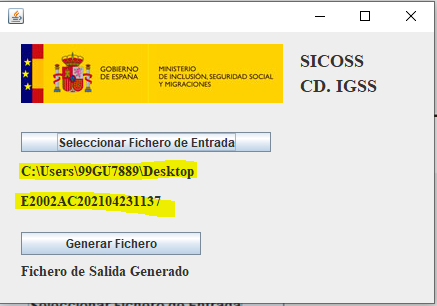 GOBIERNO
DE ESPAÑA
MINISTERIO
DE INCLUSIÓN, SEGURIDAD SOCIAL
Y MIGRACIONES
SICOSS
CD. IGSS
Seleccionar Fichero de Entrada
C:\Users\99GU7889\Desktop
E2002AC202104231137
Generar Fichero
Fichero de Salida Generado
Seleccionar Fichero de Entrada